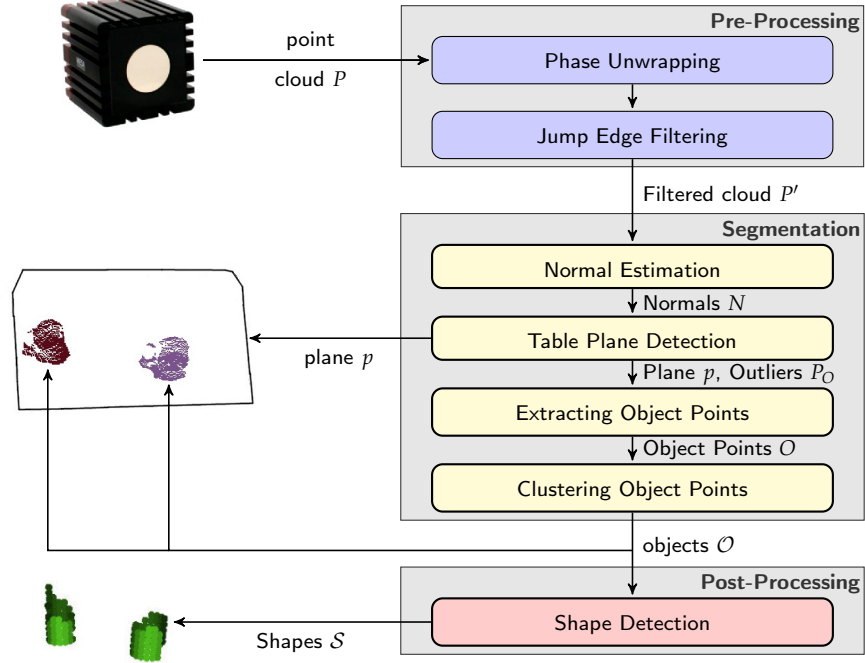 Pre-Processing
point
cloud P
Phase Unwrapping
Jump Edge Filtering
Filtered cloud P′
Segmentation
Normal Estimation
Normals N
Table Plane Detection
plane p
Plane p, Outliers P_O
Extracting Object Points
Object Points O
Clustering Object Points
objects 𝒪
Post-Processing
Shape Detection
Shapes 𝒮